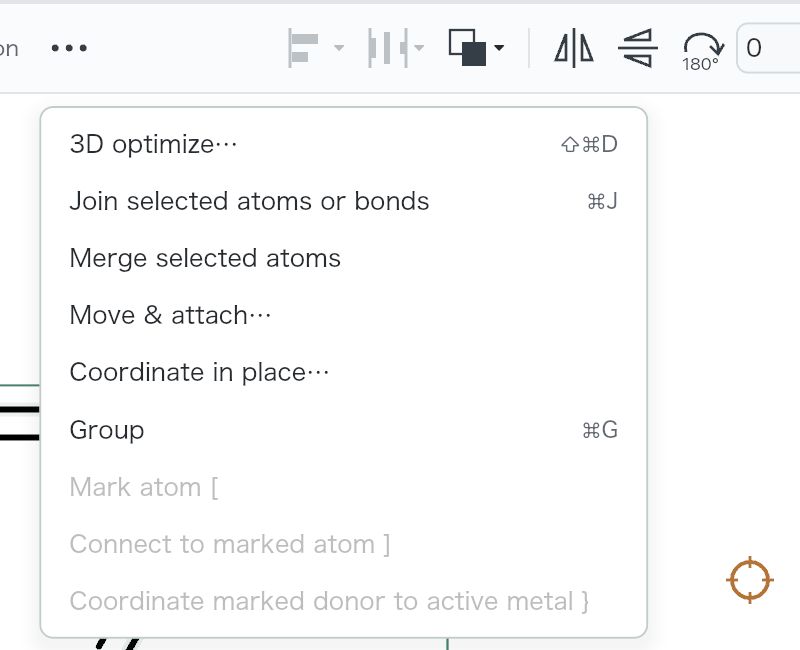 on •••
180°
0
3D optimize··· ⇧⌘D
Join selected atoms or bonds ⌘J
Merge selected atoms
Move & attach···
Coordinate in place···
Group ⌘G
Mark atom [
Connect to marked atom ]
Coordinate marked donor to active metal }